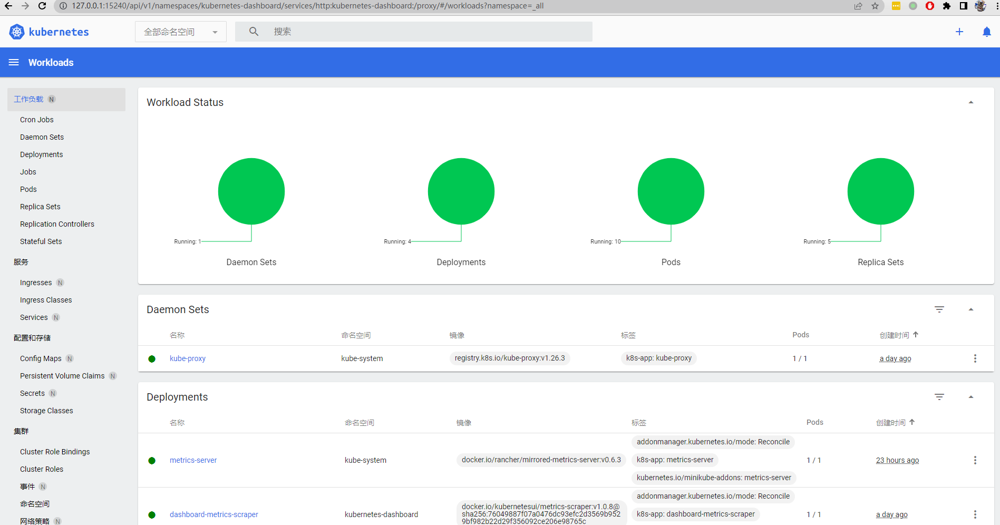 127.0.0.1:15240/api/v1/namespaces/kubernetes-dashboard/services/http:kubernetes-dashboard:/proxy/#/workloads?namespace=_all
kubernetes
全部命名空间
搜索
Workloads
工作负载 N
Cron Jobs
Daemon Sets
Deployments
Jobs
Pods
Replica Sets
Replication Controllers
Stateful Sets
服务
Ingresses N
Ingress Classes
Services N
配置和存储
Config Maps N
Persistent Volume Claims N
Secrets N
Storage Classes
集群
Cluster Role Bindings
Cluster Roles
事件 N
命名空间
网络策略 N
Workload Status
Running: 1
Daemon Sets
Running: 4
Deployments
Running: 10
Pods
Running: 5
Replica Sets
Daemon Sets
名称 命名空间 镜像 标签 Pods 创建时间
kube-proxy kube-system registry.k8s.io/kube-proxy:v1.26.3 k8s-app: kube-proxy 1 / 1 a day ago
Deployments
名称 命名空间 镜像 标签 Pods 创建时间
metrics-server kube-system docker.io/rancher/mirrored-metrics-server:v0.6.3
addonmanager.kubernetes.io/mode: Reconcile
k8s-app: metrics-server
kubernetes.io/minikube-addons: metrics-server
1 / 1 23 hours ago
dashboard-metrics-scraper kubernetes-dashboard
docker.io/kubernetesui/metrics-scraper:v1.0.8@
sha256:76049887f07a0476dc93efc2d3569b952
9bf982b22d29f356092ce206e98765c
addonmanager.kubernetes.io/mode: Reconcile
k8s-app: dashboard-metrics-scraper
1 / 1 a day ago